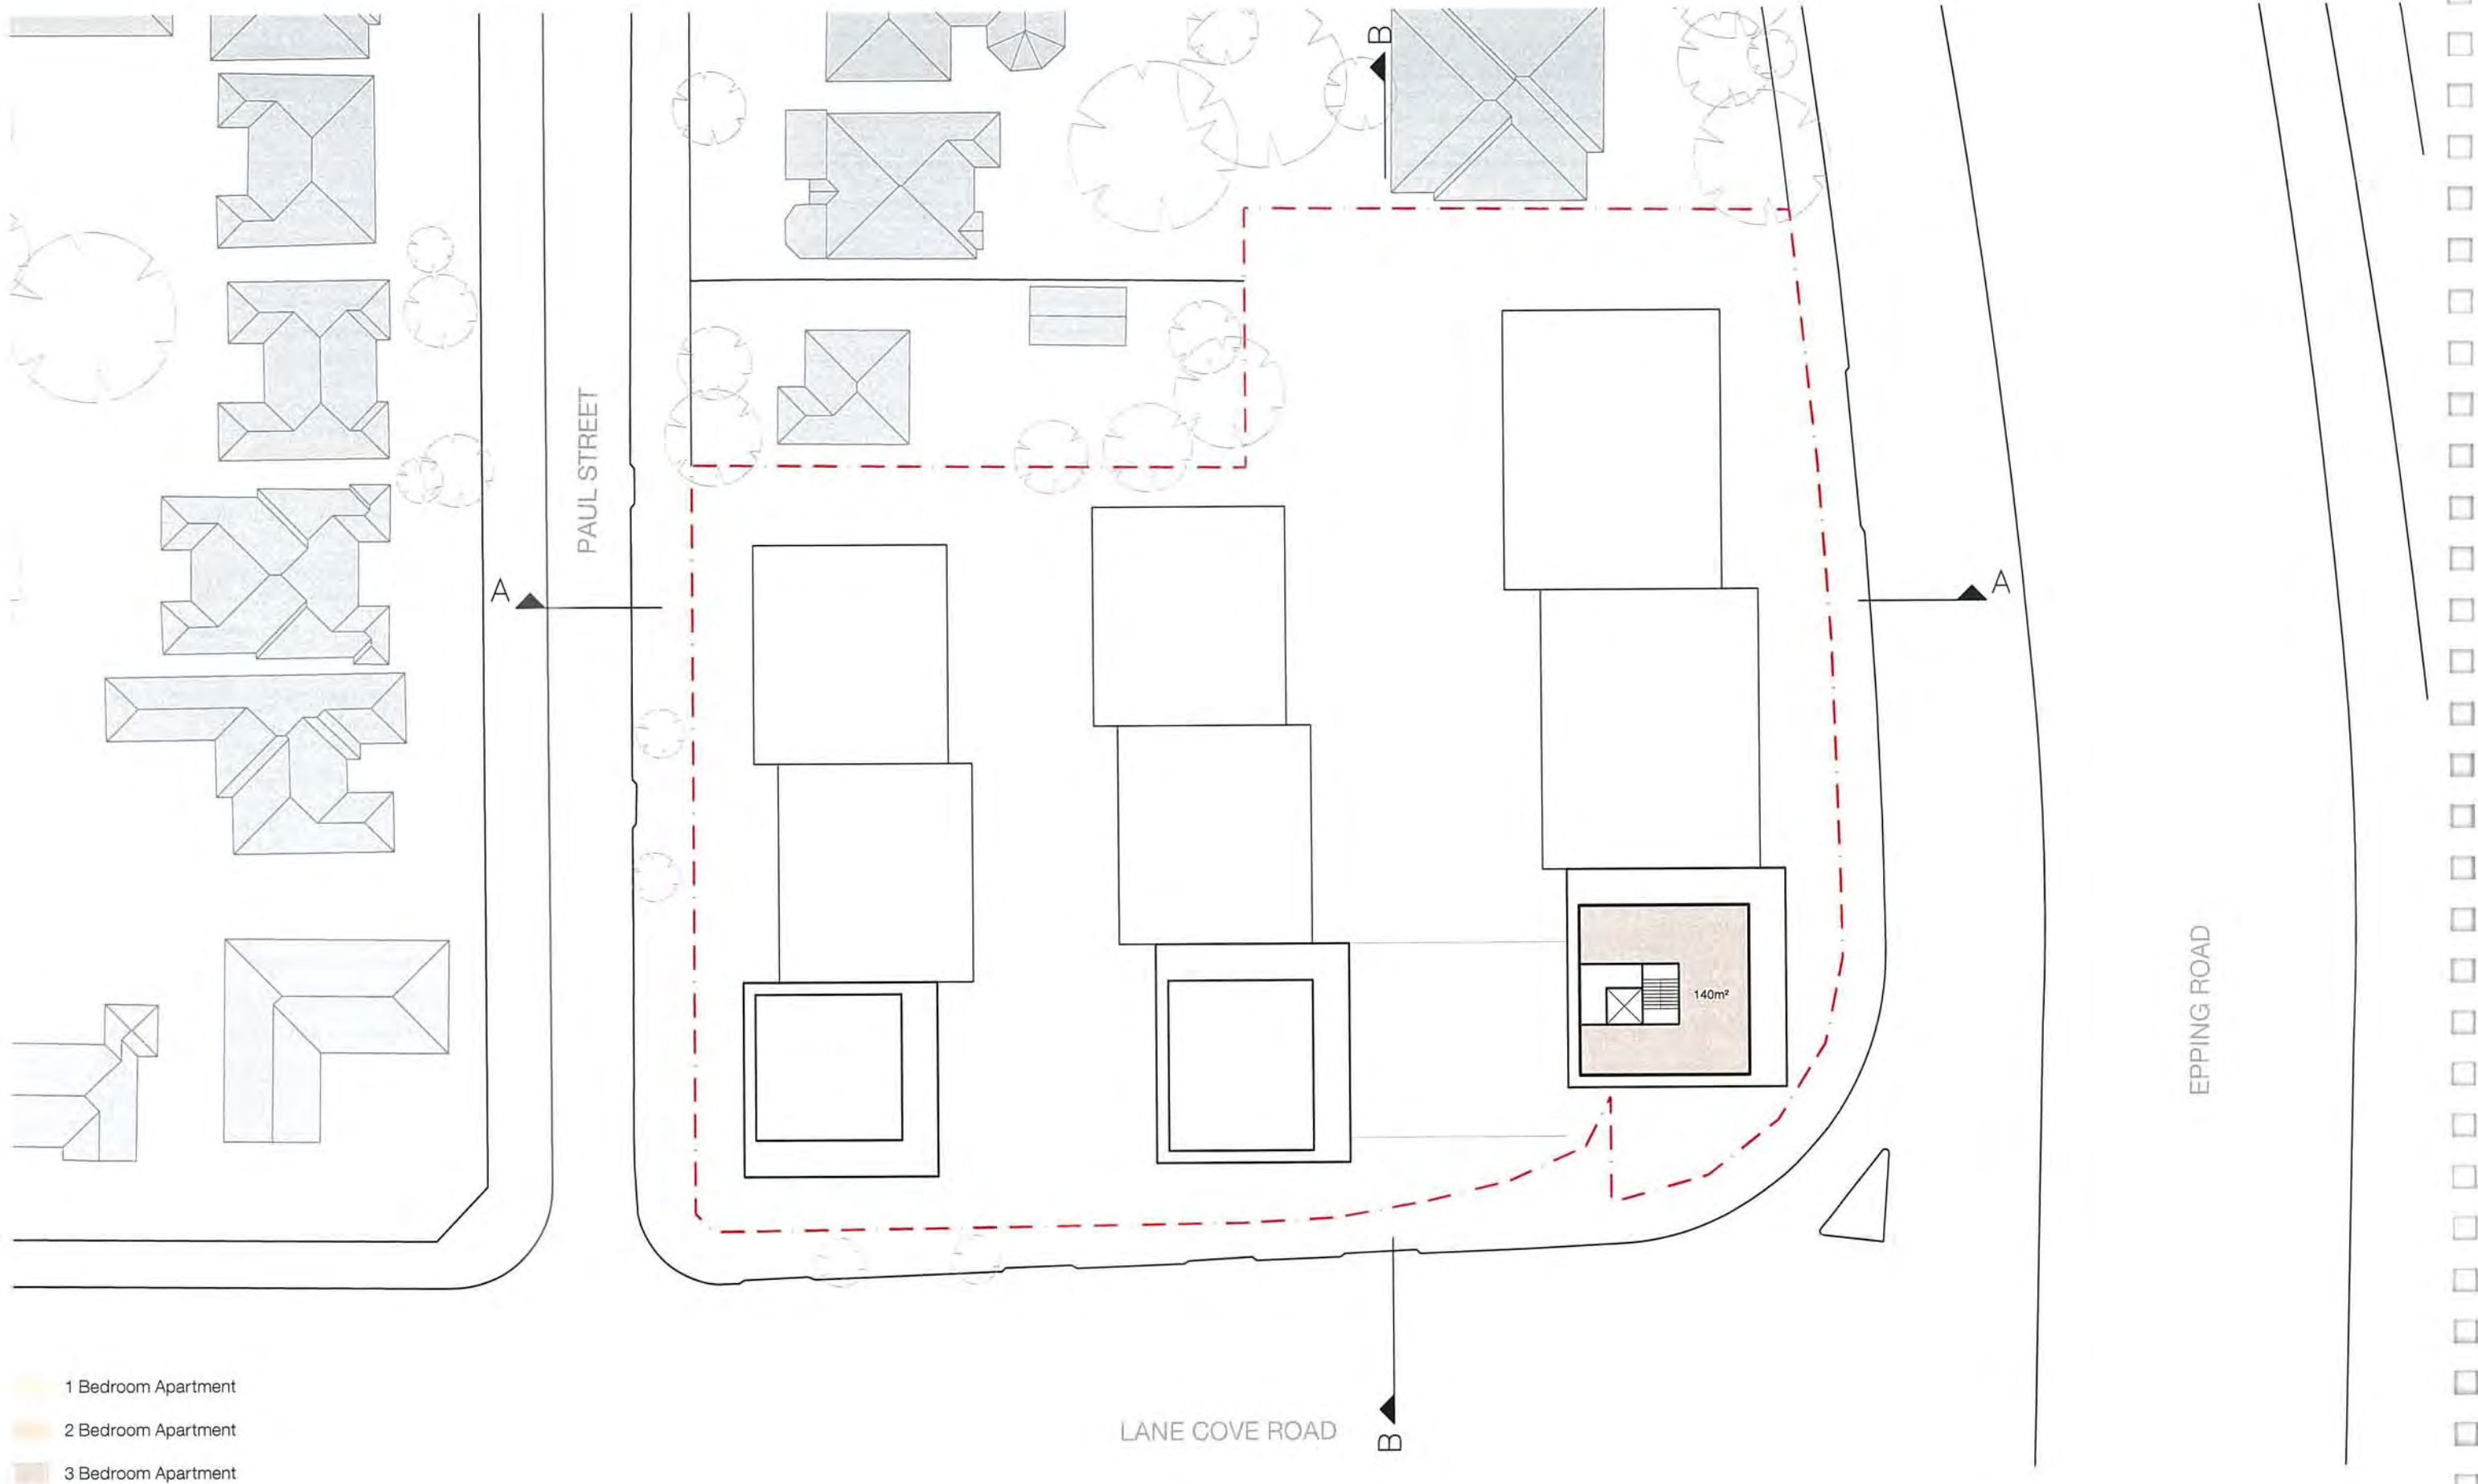 B
PAUL STREET
A
A
140m²
EPPING ROAD
1 Bedroom Apartment
2 Bedroom Apartment
3 Bedroom Apartment
LANE COVE ROAD
B